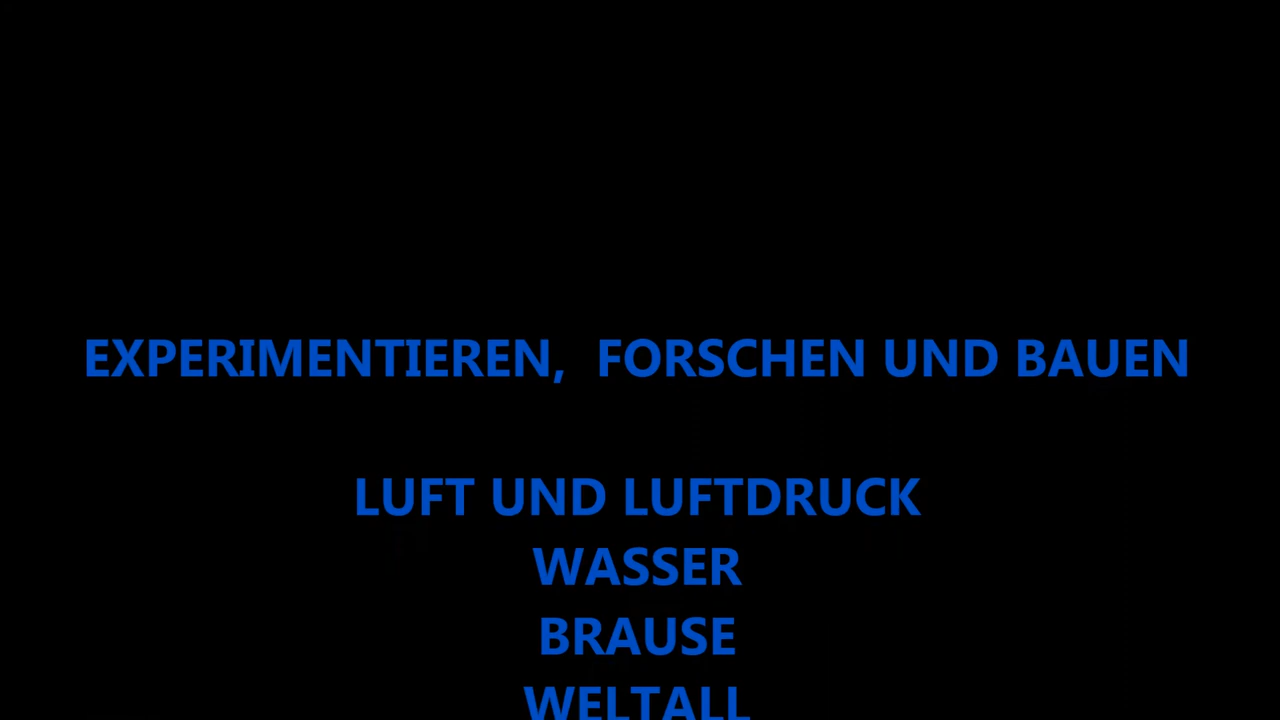 EXPERIMENTIEREN,  FORSCHEN UND BAUEN
LUFT UND LUFTDRUCK
WASSER
BRAUSE
WELTALL